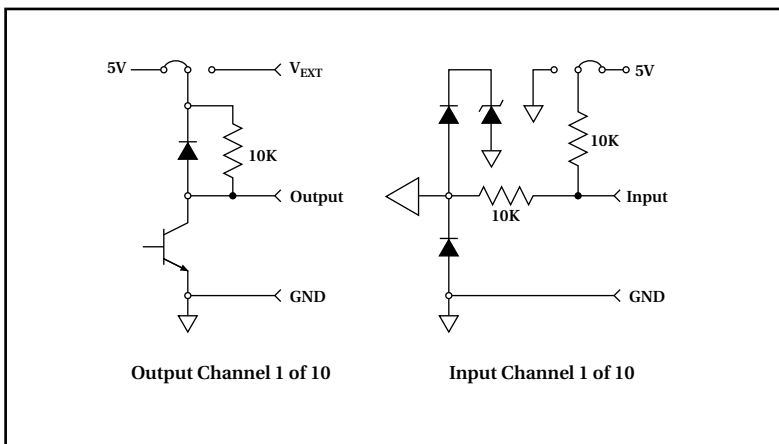 5V
V_EXT
10K
Output
GND
Output Channel 1 of 10
5V
10K
10K
Input
GND
Input Channel 1 of 10